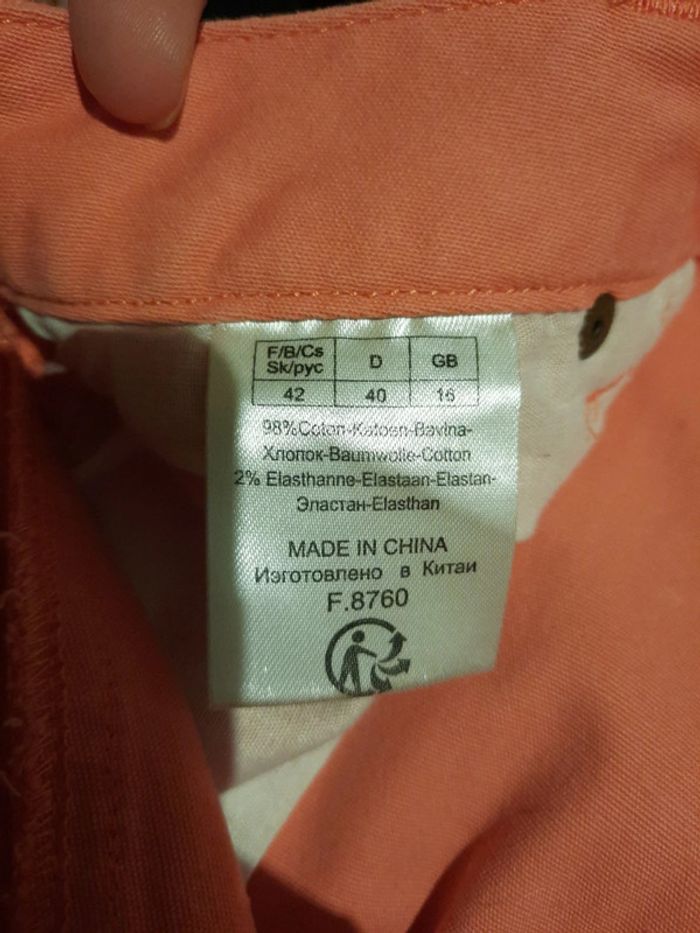 F/B/Cs D GB
Sk/рус
42 40 16
98%Coton-Katoen-Bavlna-
Хлопок-Baumwolle-Cotton
2% Elasthanne-Elastaan-Elastan-
Эластан-Elasthan
MADE IN CHINA
Изготовлено в Китаи
F.8760